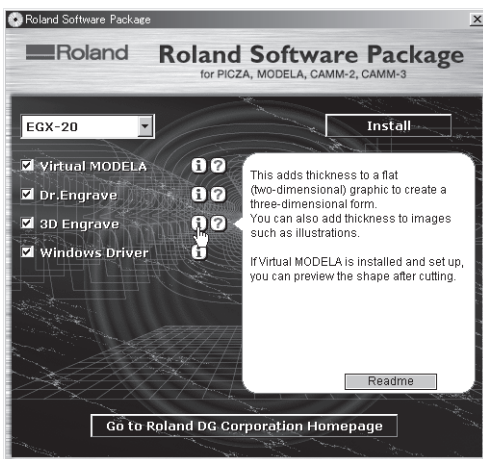 Roland Software Package
Roland
Roland Software Package
for PICZA, MODELA, CAMM-2, CAMM-3
EGX-20
Install
Virtual MODELA
Dr.Engrave
3D Engrave
Windows Driver
This adds thickness to a flat
(two-dimensional) graphic to create a
three-dimensional form.
You can also add thickness to images
such as illustrations.
If Virtual MODELA is installed and set up,
you can preview the shape after cutting.
Readme
Go to Roland DG Corporation Homepage